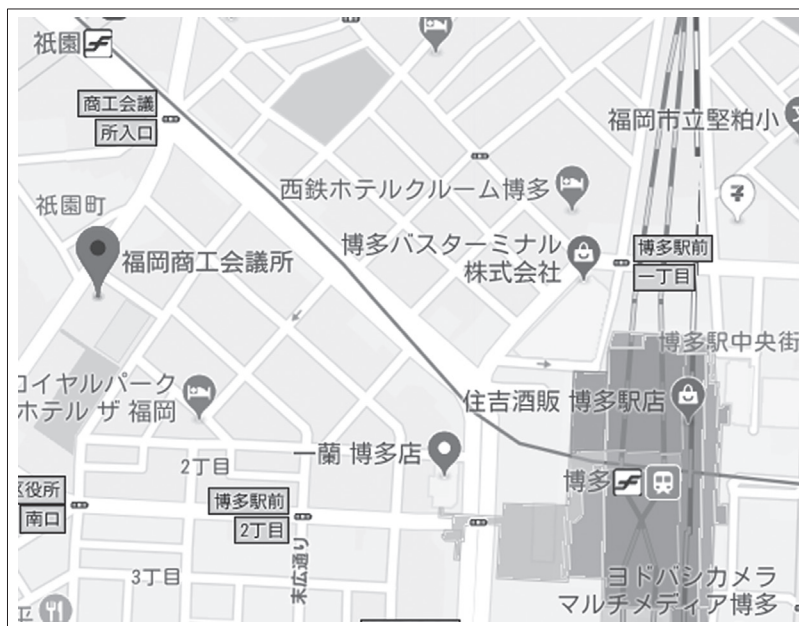 祇園
商工会議
所入口
福岡市立堅粕小
西鉄ホテルクルーム博多
祇園町
博多バスターミナル
株式会社
博多駅前
一丁目
福岡商工会議所
博多駅中央街
ロイヤルパーク
ホテル ザ 福岡
住吉酒販 博多駅店
一蘭 博多店
2丁目
博多
区役所
南口
博多駅前
2丁目
末広通り
3丁目
ヨドバシカメラ
マルチメディア博多